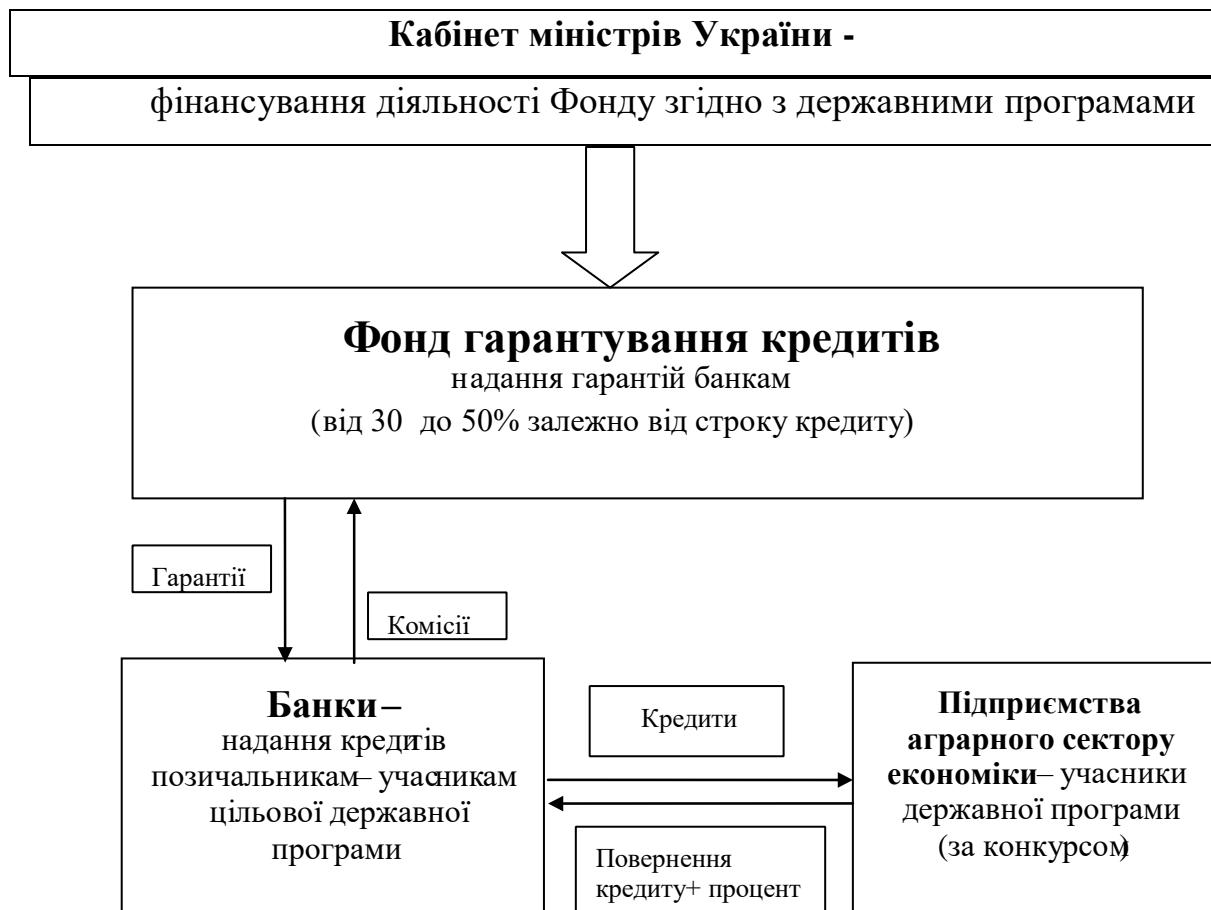 Кабінет міністрів України -
фінансування діяльності Фонду згідно з державними програмами
Фонд гарантування кредитів
надання гарантій банкам
(від 30 до 50% залежно від строку кредиту)
Гарантії
Комісії
Банки–
надання кредитів
позичальникам– учасникам
цільової державної
програми
Кредити
Повернення
кредиту+ процент
Підприємства
аграрного сектору
економіки– учасники
державної програми
(за конкурсом)